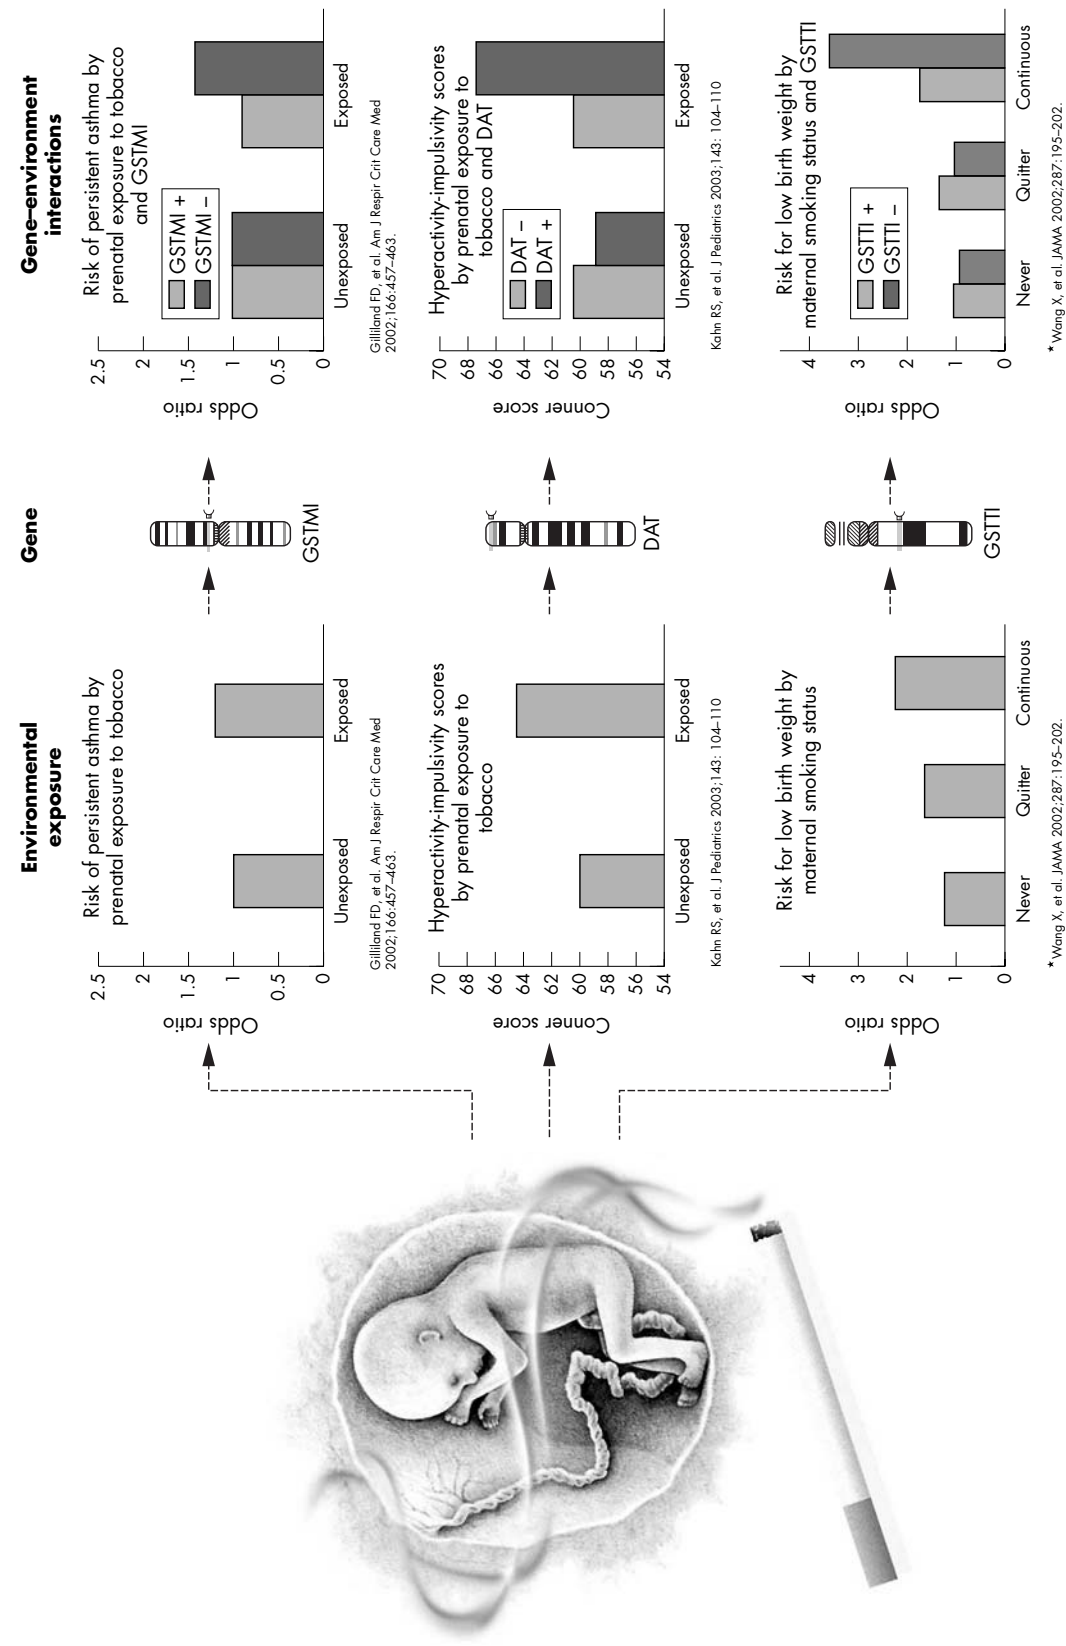 Environmental
exposure
Gene
Gene–environment
interactions
Risk of persistent asthma by
prenatal exposure to tobacco
Odds ratio
2.5
2
1.5
1
0.5
0
Unexposed
Exposed
Gilliland FD, et al. Am J Respir Crit Care Med
2002;166:457–463.
GSTMI
Risk of persistent asthma by
prenatal exposure to tobacco
and GSTMI
GSTMI +
GSTMI –
Odds ratio
2.5
2
1.5
1
0.5
0
Unexposed
Exposed
Gilliland FD, et al. Am J Respir Crit Care Med
2002;166:457–463.
Hyperactivity-impulsivity scores
by prenatal exposure to
tobacco
Conner score
70
68
66
64
62
60
58
56
54
Unexposed
Exposed
Kahn RS, et al. J Pediatrics 2003;143: 104–110
DAT
Hyperactivity-impulsivity scores
by prenatal exposure to
tobacco and DAT
DAT –
DAT +
Conner score
70
68
66
64
62
60
58
56
54
Unexposed
Exposed
Kahn RS, et al. J Pediatrics 2003;143: 104–110
Risk for low birth weight by
maternal smoking status
Odds ratio
4
3
2
1
0
Never
Quitter
Continuous
* Wang X, et al. JAMA 2002;287:195–202.
GSTTI
Risk for low birth weight by
maternal smoking status and GSTTI
GSTTI +
GSTTI –
Odds ratio
4
3
2
1
0
Never
Quitter
Continuous
* Wang X, et al. JAMA 2002;287:195–202.